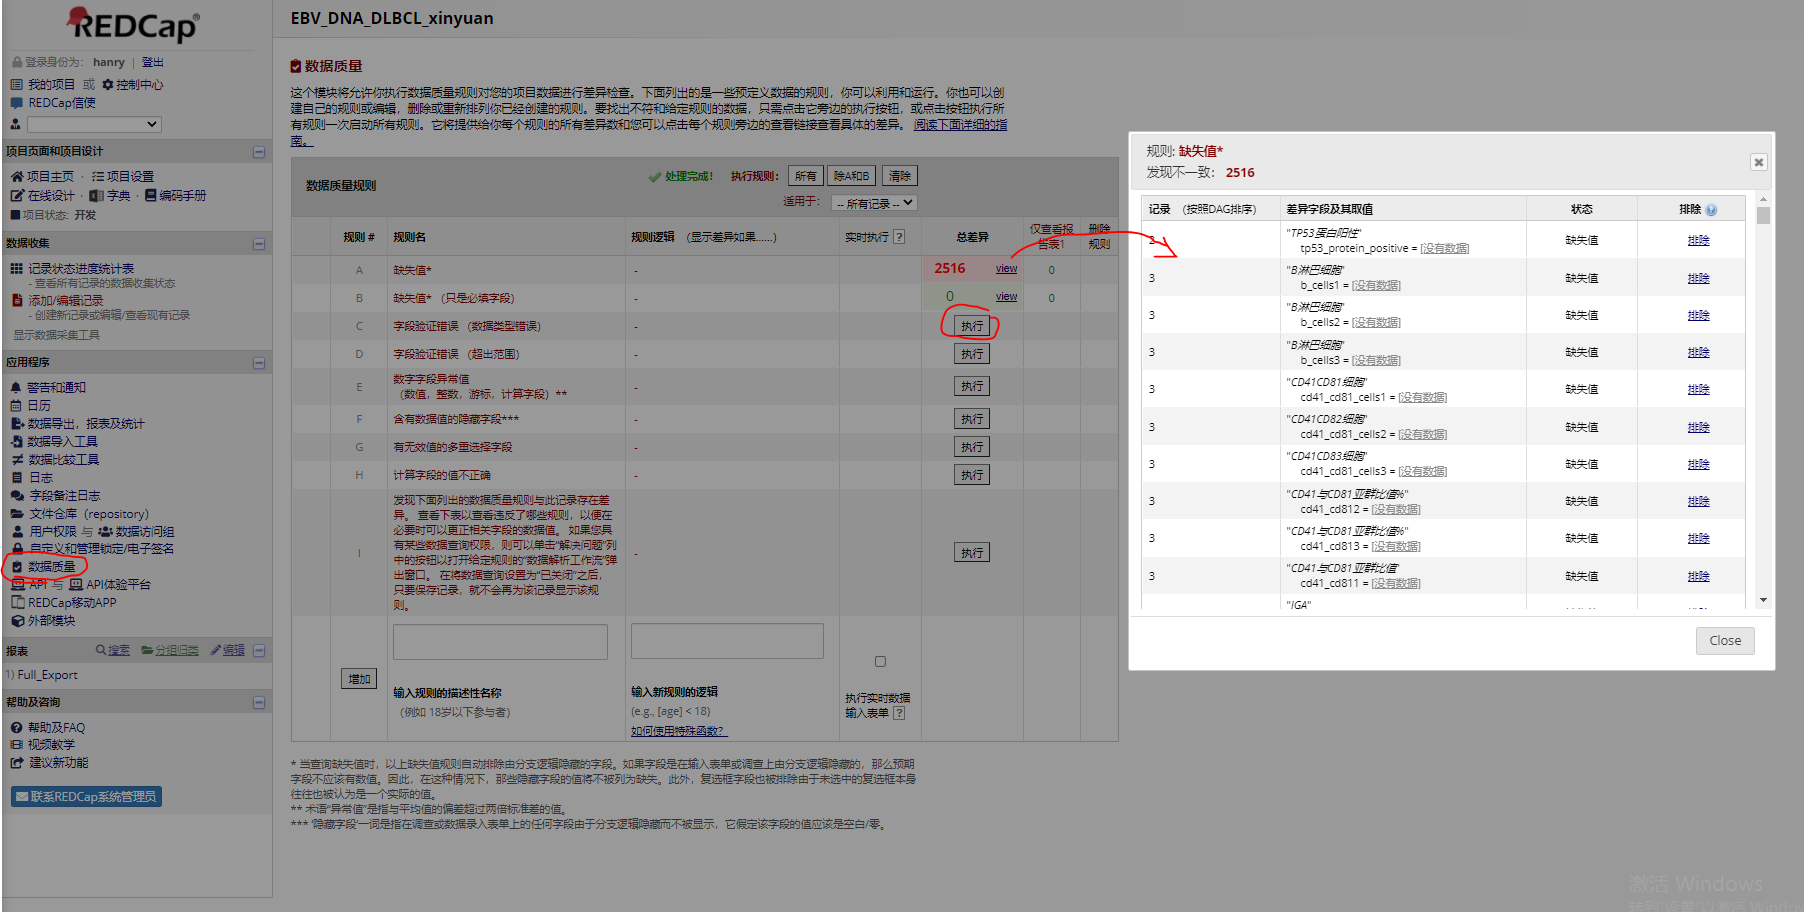 REDCap®
登录身份为: hanry | 登出
我的项目 或 控制中心
REDCap信使
项目页面和项目设计
项目主页 · 项目设置
在线设计 · 字典 · 编码手册
项目状态: 开发
数据收集
记录状态进度统计表
- 查看所有记录的数据收集状态
添加/编辑记录
- 创建新记录或编辑/查看现有记录
显示数据采集工具
应用程序
警告和通知
日历
数据导出，报表及统计
数据导入工具
数据比较工具
日志
字段备注日志
文件仓库（repository）
用户权限 与 数据访问组
自定义和管理锁定/电子签名
数据质量
API 与 API体验平台
REDCap移动APP
外部模块
报表 搜索 分组归类 编辑
1) Full_Export
帮助及咨询
帮助及FAQ
视频教学
建议新功能
联系REDCap系统管理员
EBV_DNA_DLBCL_xinyuan
数据质量
这个模块将允许你执行数据质量规则对您的项目数据进行差异检查。下面列出的是一些预定义数据的规则，你可以利用和运行。你也可以创
建自己的规则或编辑，删除或重新排列你已经创建的规则。要找出不符和给定规则的数据，只需点击它旁边的执行按钮，或点击按钮执行所
有规则一次启动所有规则。它将提供给你每个规则的所有差异数和您可以点击每个规则旁边的查看链接查看具体的差异。 阅读下面详细的指
南。
数据质量规则
处理完成! 执行规则： 所有 除A和B 清除
适用于： -- 所有记录 --
规则 # 规则名 规则逻辑 （显示差异如果......） 实时执行 ? 总差异 仅查看报告表1 删除规则
A 缺失值* - 2516 view 0
B 缺失值* （只是必填字段） - 0 view 0
C 字段验证错误 （数据类型错误） - 执行
D 字段验证错误 （超出范围） - 执行
E 数字字段异常值
（数值，整数，游标，计算字段）** - 执行
F 含有数据值的隐藏字段*** - 执行
G 有无效值的多重选择字段 - 执行
H 计算字段的值不正确 - 执行
发现下面列出的数据质量规则与此记录存在差
异。 查看下表以查看违反了哪些规则，以便在
必要时可以更正相关字段的数据值。 如果您具
有某些数据查询权限，则可以单击“解决问题”列
I 中的按钮以打开给定规则的“数据解析工作流”弹 - 执行
出窗口。 在将数据查询设置为“已关闭”之后，
只要保存记录，就不会再为该记录显示该规
则。
增加
输入规则的描述性名称
（例如 18岁以下参与者）
输入新规则的逻辑
(e.g., [age] < 18)
如何使用特殊函数？
执行实时数据
输入表单 ?
* 当查询缺失值时，以上缺失值规则自动排除由分支逻辑隐藏的字段。如果字段是在输入表单或调查上由分支逻辑隐藏的，那么预期
字段不应该有数值。因此，在这种情况下，那些隐藏字段的值将不被列为缺失。此外，复选框字段也被排除由于未选中的复选框本身
往往也被认为是一个实际的值。
** 术语“异常值”是指与平均值的偏差超过两倍标准差的值。
*** ‘隐藏字段’一词是指在调查或数据录入表单上的任何字段由于分支逻辑隐藏而不被显示，它假定该字段的值应该是空白/零。
规则: 缺失值*
发现不一致： 2516
记录 （按照DAG排序） 差异字段及其取值 状态 排除
2 "TP53蛋白阳性"
tp53_protein_positive = [没有数据] 缺失值 排除
3 "B淋巴细胞"
b_cells1 = [没有数据] 缺失值 排除
3 "B淋巴细胞"
b_cells2 = [没有数据] 缺失值 排除
3 "B淋巴细胞"
b_cells3 = [没有数据] 缺失值 排除
3 "CD41CD81细胞"
cd41_cd81_cells1 = [没有数据] 缺失值 排除
3 "CD41CD82细胞"
cd41_cd81_cells2 = [没有数据] 缺失值 排除
3 "CD41CD83细胞"
cd41_cd81_cells3 = [没有数据] 缺失值 排除
3 "CD41与CD81亚群比值%"
cd41_cd812 = [没有数据] 缺失值 排除
3 "CD41与CD81亚群比值%"
cd41_cd813 = [没有数据] 缺失值 排除
3 "CD41与CD81亚群比值"
cd41_cd811 = [没有数据] 缺失值 排除
"IGA"
Close
激活 Windows
转到"设置"以激活 Window